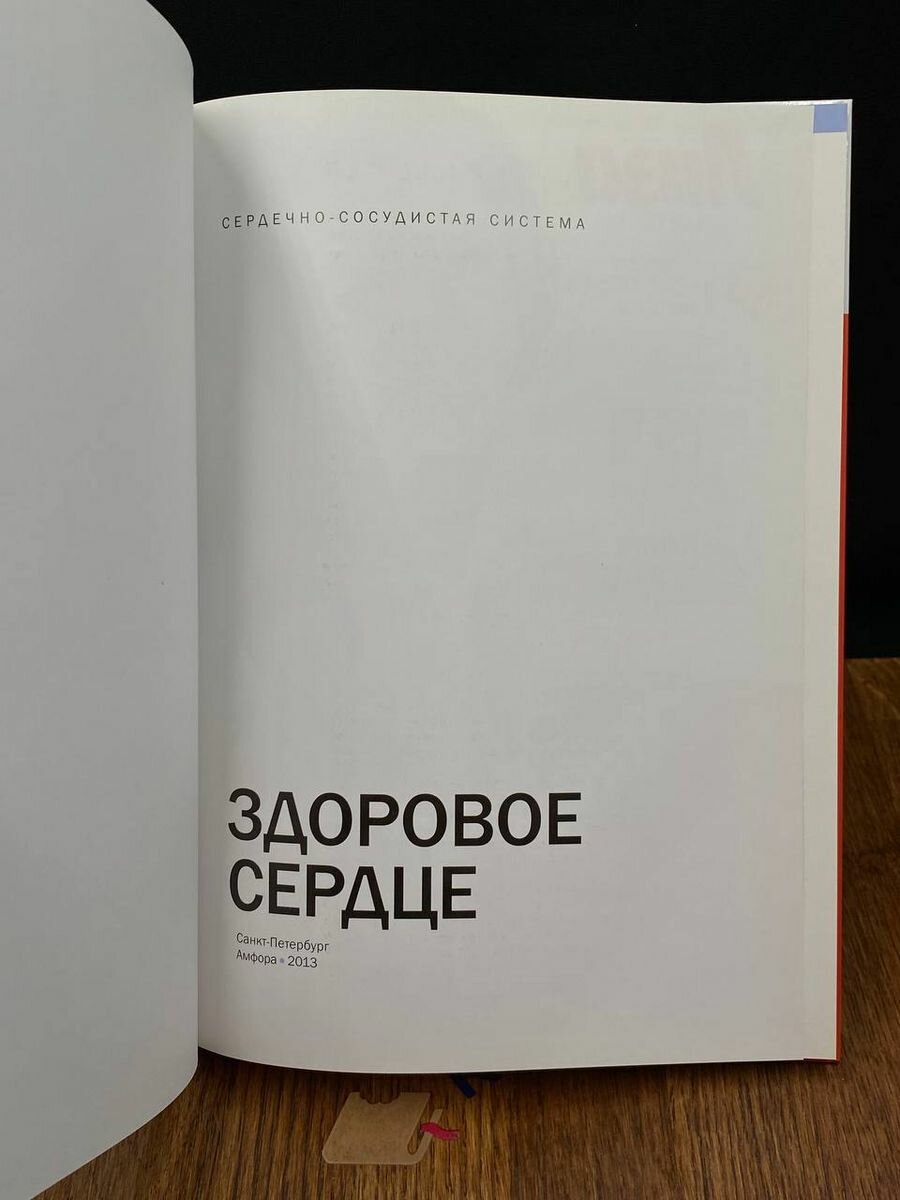 СЕРДЕЧНО-СОСУДИСТАЯ СИСТЕМА
ЗДОРОВОЕ
СЕРДЦЕ
Санкт-Петербург
Амфора • 2013